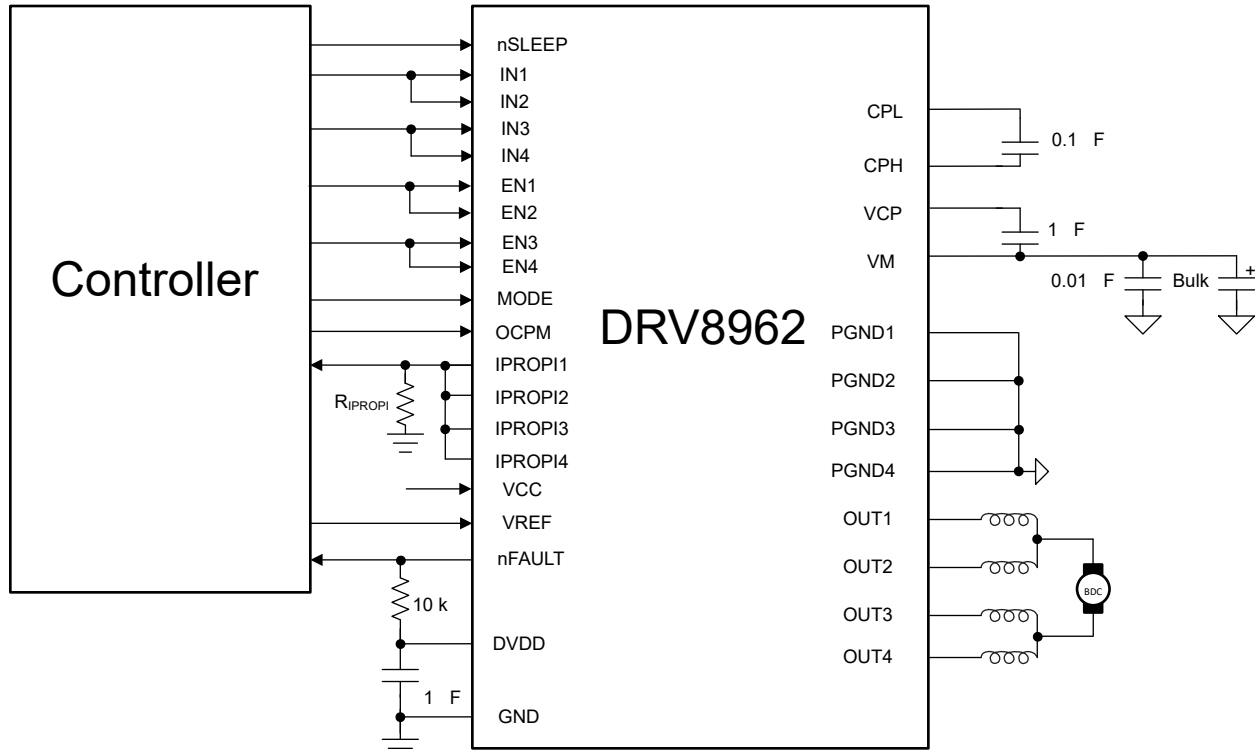 Controller
DRV8962
nSLEEP
IN1
IN2
IN3
IN4
EN1
EN2
EN3
EN4
MODE
OCPM
IPROPI1
IPROPI2
IPROPI3
IPROPI4
VCC
VREF
nFAULT
DVDD
GND
RIPROPI
10 k
1 F
CPL
CPH
VCP
VM
PGND1
PGND2
PGND3
PGND4
OUT1
OUT2
OUT3
OUT4
0.1 F
1 F
0.01 F
Bulk
+
BDC